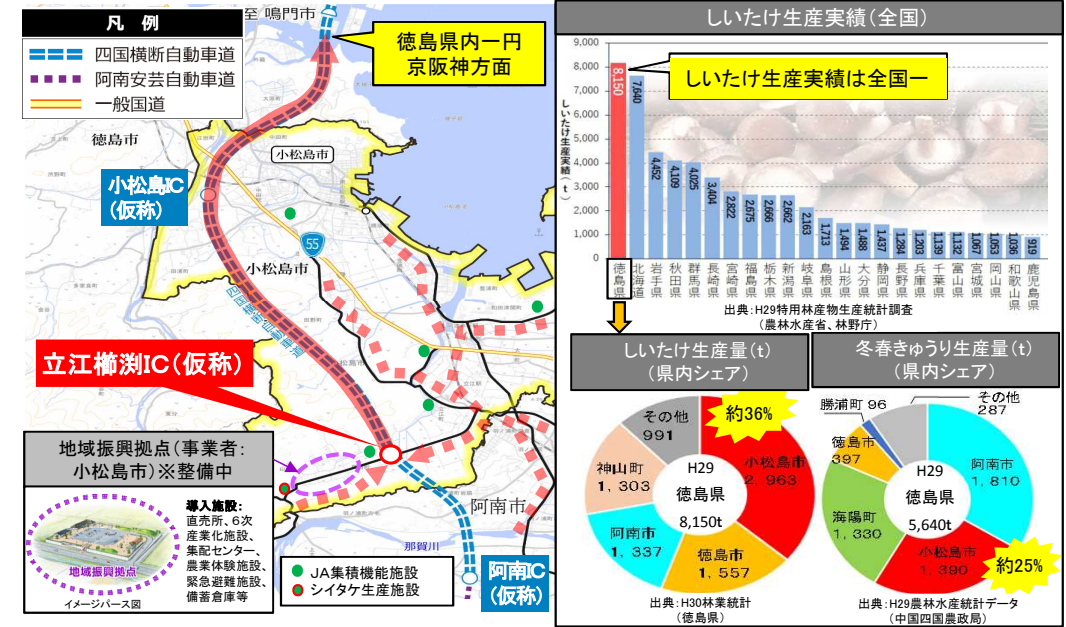 凡 例
四国横断自動車道
阿南安芸自動車道
一般国道
至 鳴門市
徳島県内一円
京阪神方面
徳島市
小松島市
小松島IC
(仮称)
55
小松島市
四国横断自動車道
立江櫛渕IC(仮称)
地域振興拠点(事業者:
小松島市)※整備中
導入施設:
直売所、6次
産業化施設、
集配センター、
農業体験施設、
緊急避難施設、
備蓄倉庫等
地域振興拠点
イメージパース図
阿南市
那賀川
JA集積機能施設
シイタケ生産施設
阿南IC
(仮称)
しいたけ生産実績(全国)
しいたけ生産実績は全国一
しいたけ生産実績(t)
9,000
8,000
7,000
6,000
5,000
4,000
3,000
2,000
1,000
0
8,150
7,640
4,452
4,109
4,025
3,404
2,822
2,675
2,666
2,662
2,163
1,713
1,494
1,488
1,437
1,284
1,203
1,139
1,132
1,067
1,053
1,036
919
徳島県
北海道
岩手県
秋田県
群馬県
長崎県
宮崎県
福島県
栃木県
新潟県
岐阜県
島根県
山形県
大分県
静岡県
長野県
兵庫県
千葉県
富山県
宮城県
岡山県
和歌山県
鹿児島県
出典:H29特用林産物生産統計調査
(農林水産省、林野庁)
しいたけ生産量(t)
(県内シェア)
約36%
その他
991
小松島市
2,963
神山町
1,303
H29
徳島県
8,150t
阿南市
1,337
徳島市
1,557
出典:H30林業統計
(徳島県)
冬春きゅうり生産量(t)
(県内シェア)
その他
287
勝浦町 96
徳島市
397
阿南市
1,810
H29
徳島県
5,640t
海陽町
1,330
小松島市
1,390
約25%
出典:H29農林水産統計データ
(中国四国農政局)